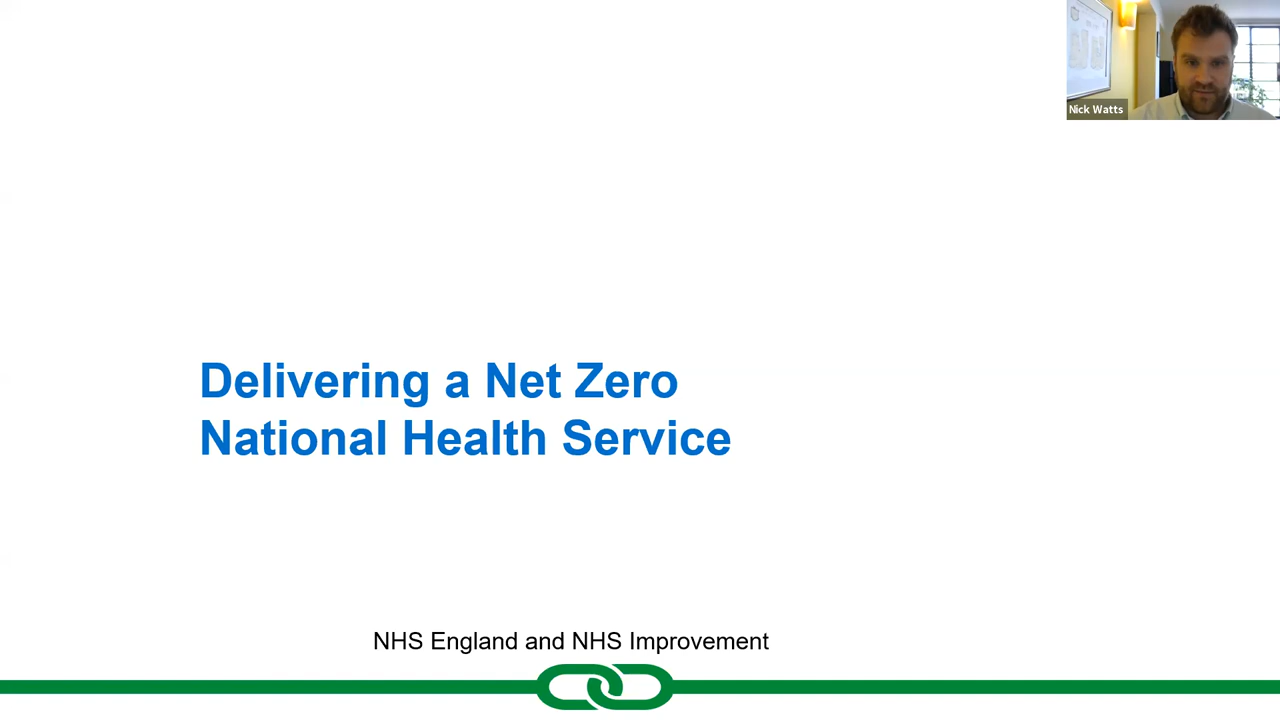 Nick Watts
Delivering a Net Zero
National Health Service
NHS England and NHS Improvement